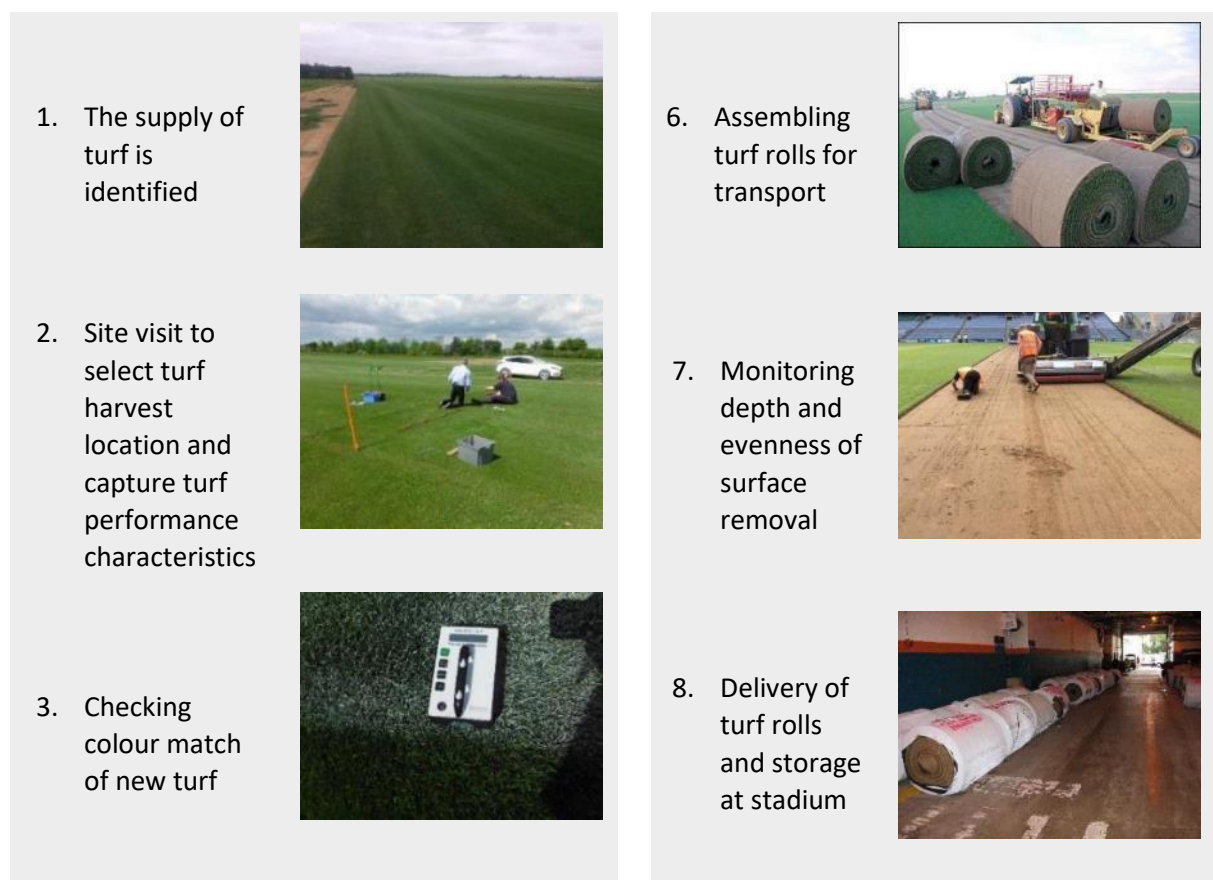 1. The supply of
turf is
identified
2. Site visit to
select turf
harvest
location and
capture turf
performance
characteristics
3. Checking
colour match
of new turf
6. Assembling
turf rolls for
transport
7. Monitoring
depth and
evenness of
surface
removal
8. Delivery of
turf rolls
and storage
at stadium